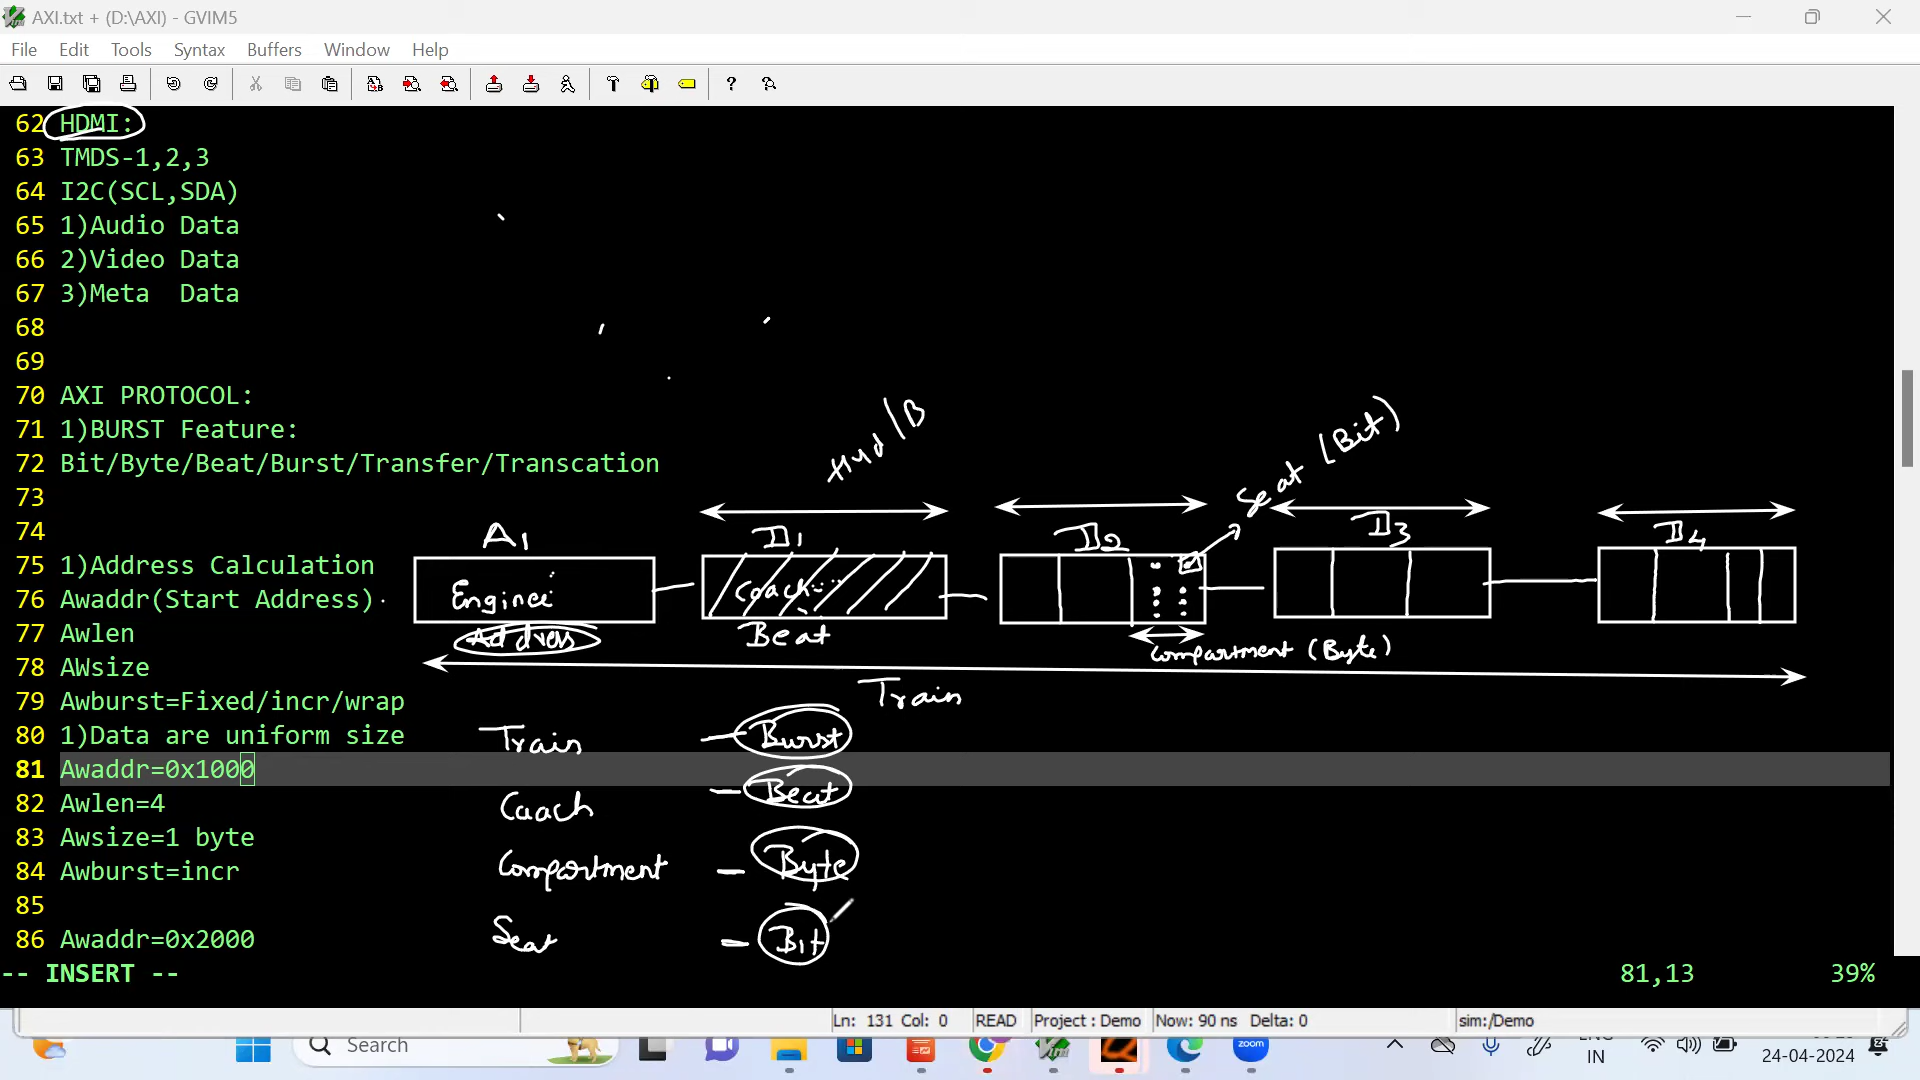 AXI.txt + (D:\AXI) - GVIM5
File Edit Tools Syntax Buffers Window Help
62 HDMI:
63 TMDS-1,2,3
64 I2C(SCL,SDA)
65 1)Audio Data
66 2)Video Data
67 3)Meta  Data
68
69
70 AXI PROTOCOL:
71 1)BURST Feature:
72 Bit/Byte/Beat/Burst/Transfer/Transcation
73
74
75 1)Address Calculation
76 Awaddr(Start Address)
77 Awlen
78 AWsize
79 Awburst=Fixed/incr/wrap
80 1)Data are uniform size
81 Awaddr=0x1000
82 Awlen=4
83 Awsize=1 byte
84 Awburst=incr
85
86 Awaddr=0x2000
Hyd/B
Seat (Bit)
A1 D1 D2 D3 D4
Engine Coach
Address Beat Compartment (Byte)
Train
Train - Burst
Coach - Beat
Compartment - Byte
Seat - Bit
-- INSERT -- 81,13 39%
Ln: 131 Col: 0 READ Project : Demo Now: 90 ns Delta: 0 sim:/Demo
Search
zoom
IN
24-04-2024